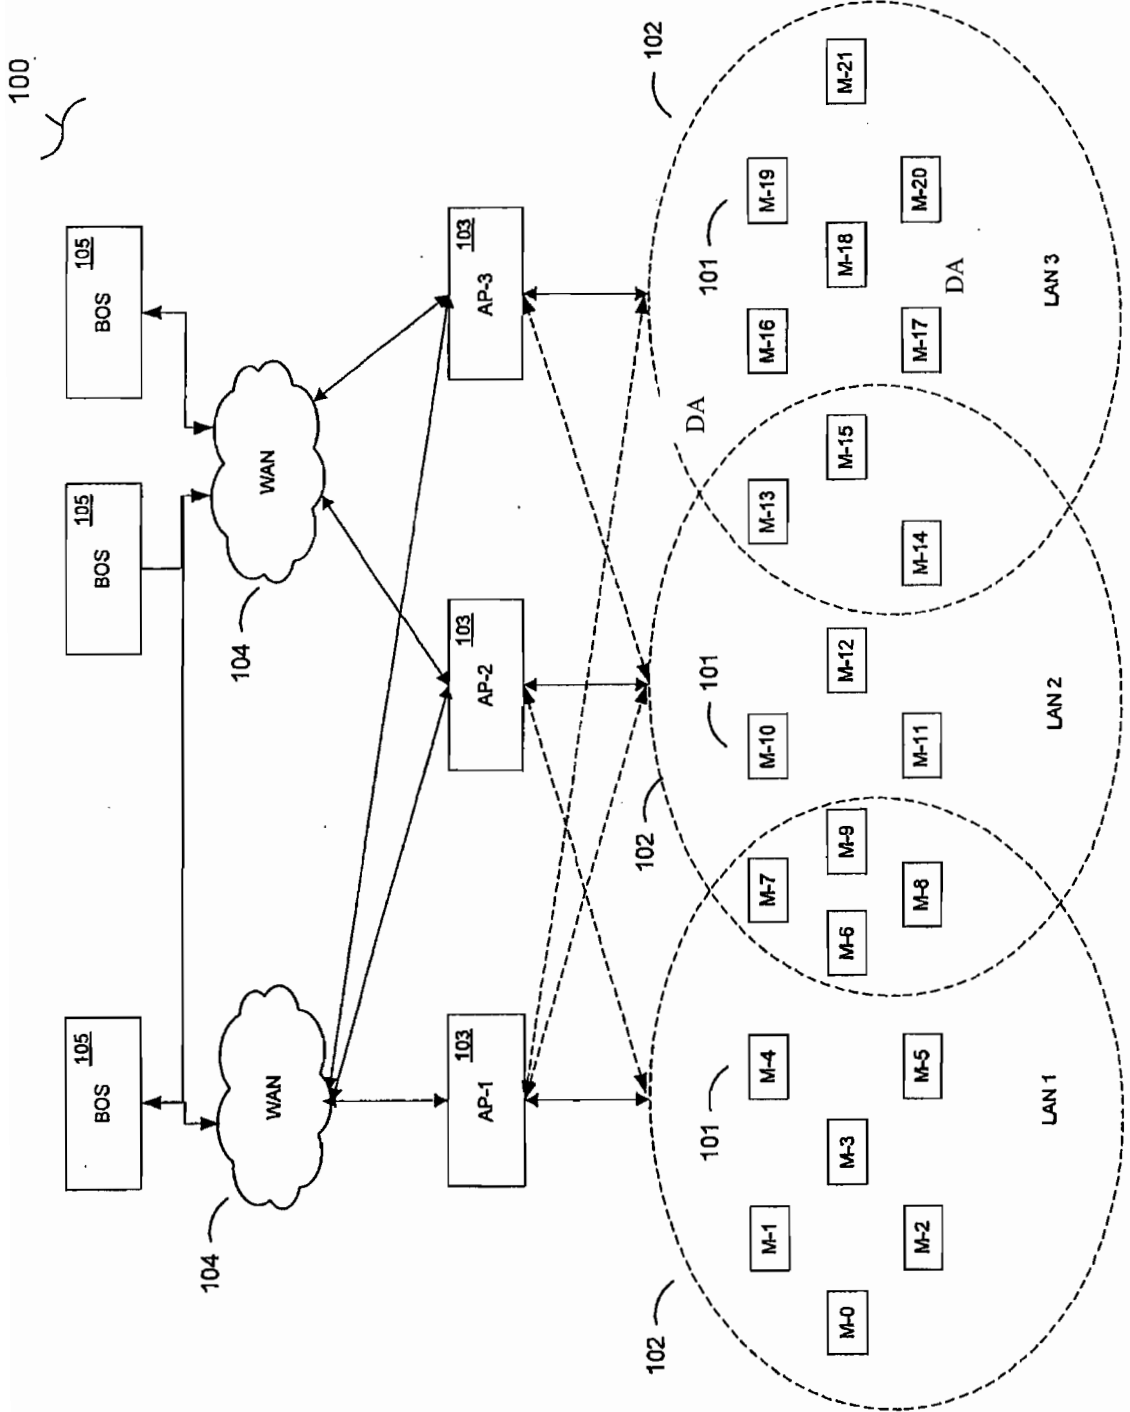 100
105
BOS
105
BOS
105
BOS
WAN
104
WAN
104
103
AP-1
103
AP-2
103
AP-3
102
102
102
101
101
101
DA
M-0
M-1
M-2
M-3
M-4
M-5
M-6
M-7
M-8
M-9
M-10
M-11
M-12
M-13
M-14
M-15
M-16
M-17
M-18
M-19
M-20
M-21
DA
LAN 1
LAN 2
LAN 3